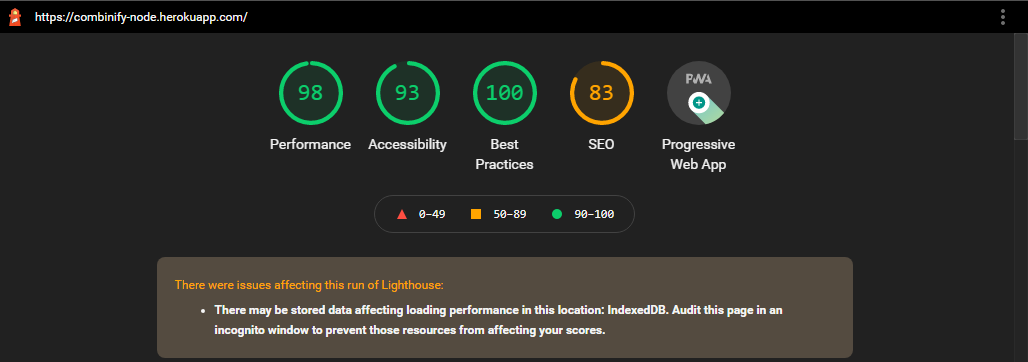 https://combinify-node.herokuapp.com/
98 93 100 83 PWA
Performance Accessibility Best Practices SEO Progressive Web App
0–49 50–89 90–100
There were issues affecting this run of Lighthouse:
• There may be stored data affecting loading performance in this location: IndexedDB. Audit this page in an
incognito window to prevent those resources from affecting your scores.